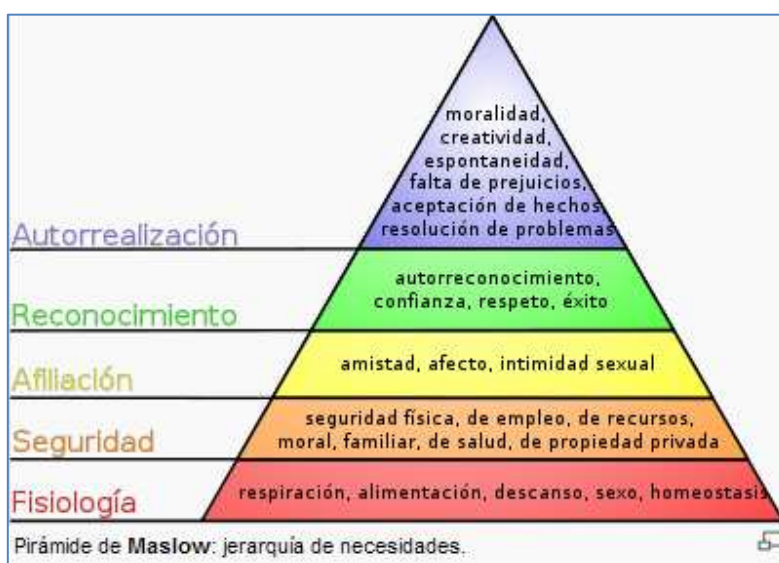 moralidad,
creatividad,
espontaneidad,
falta de prejuicios,
aceptación de hechos,
resolución de problemas
Autorrealización
autorreconocimiento,
confianza, respeto, éxito
Reconocimiento
amistad, afecto, intimidad sexual
Afiliación
seguridad física, de empleo, de recursos,
moral, familiar, de salud, de propiedad privada
Seguridad
respiración, alimentación, descanso, sexo, homeostasis
Fisiología
Pirámide de Maslow: jerarquía de necesidades.